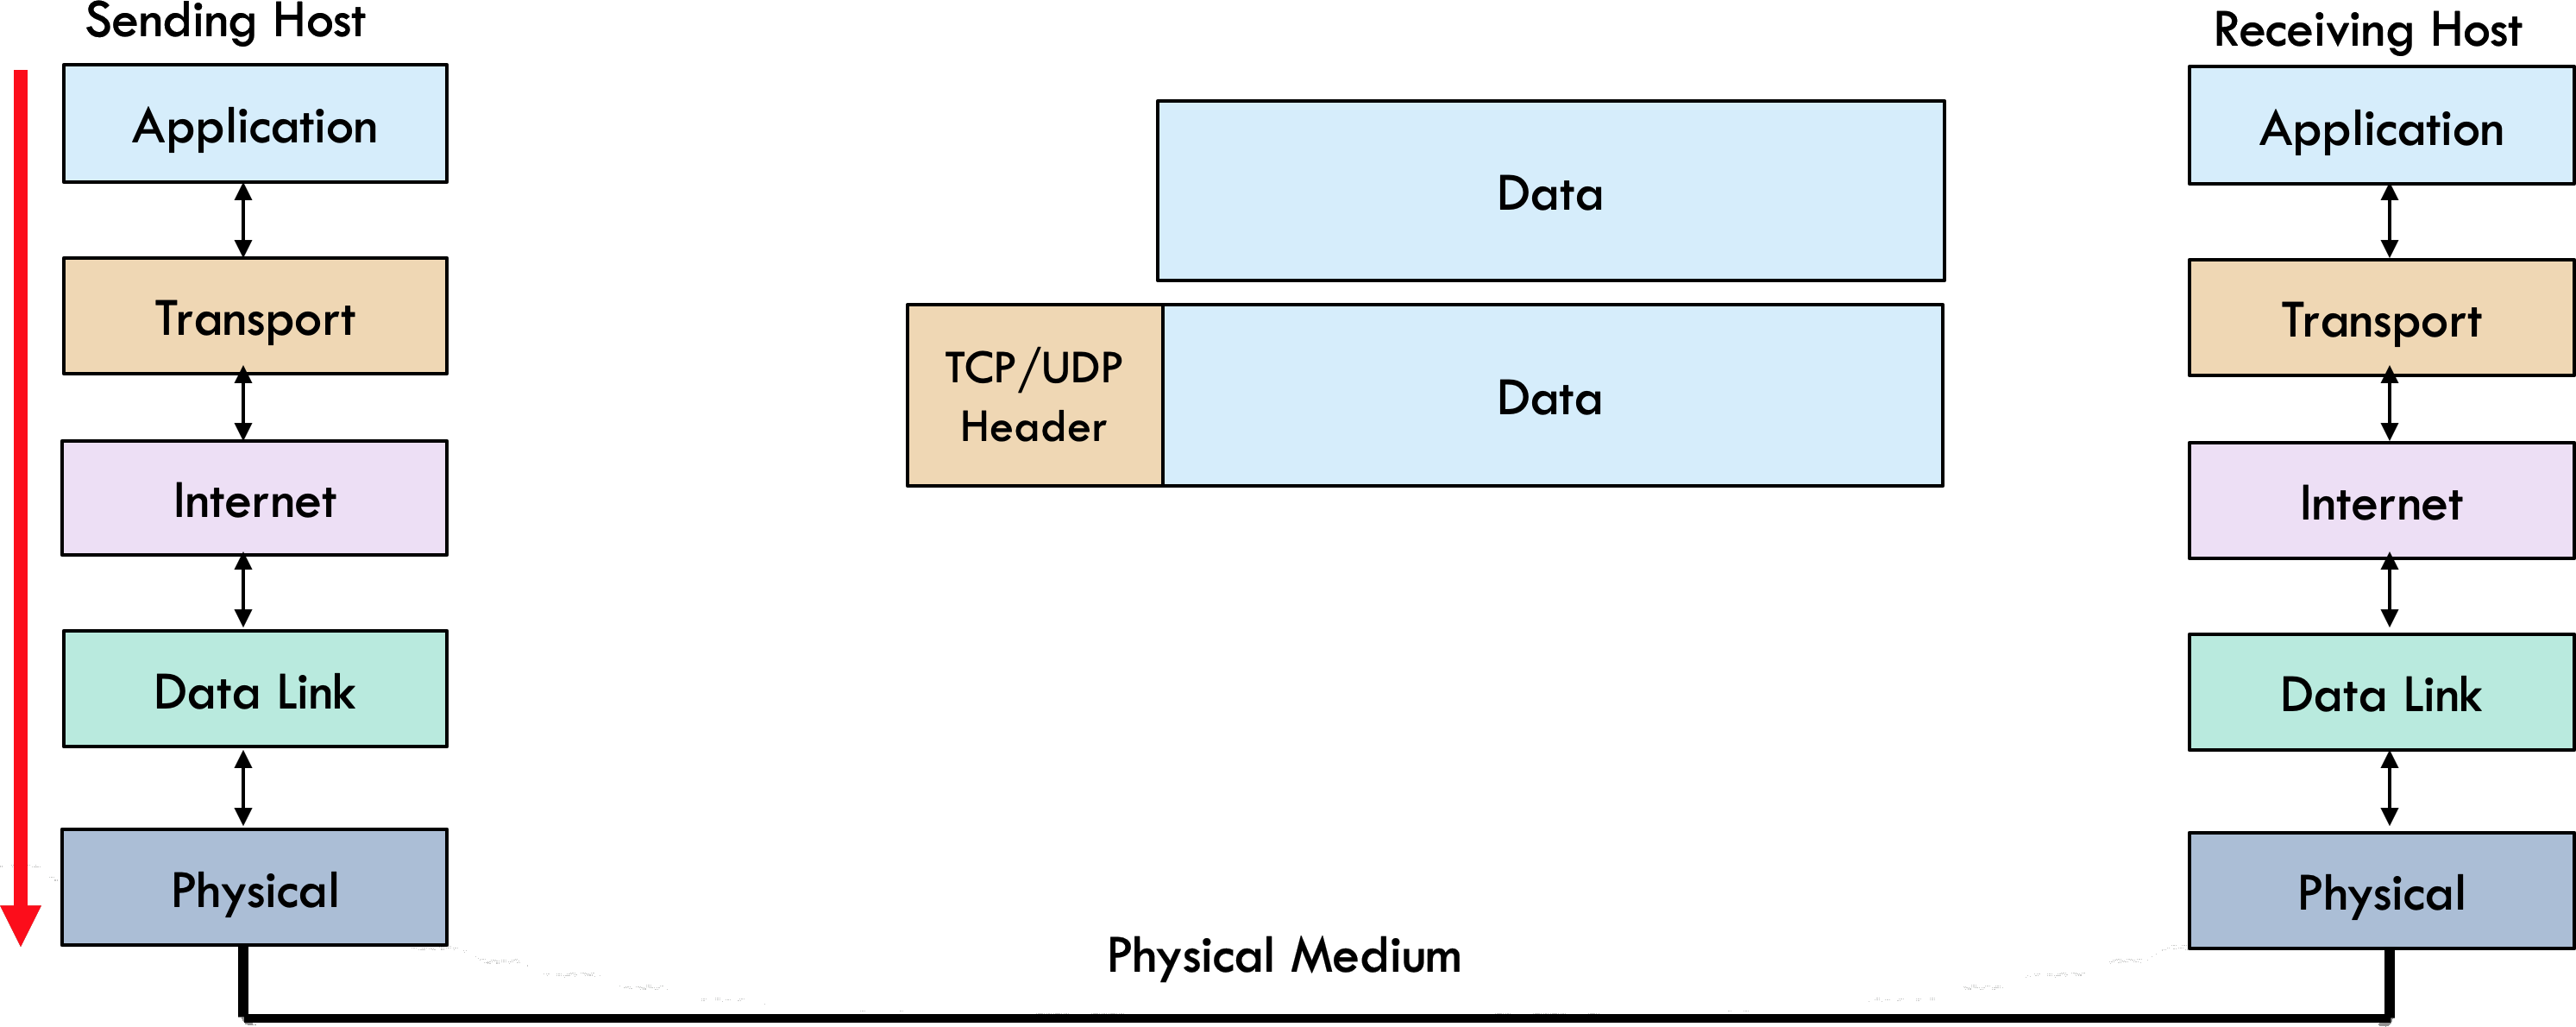 Sending Host
Receiving Host
Application
Data
Application
Transport
TCP/UDP
Header
Data
Transport
Internet
Internet
Data Link
Data Link
Physical
Physical
Physical Medium